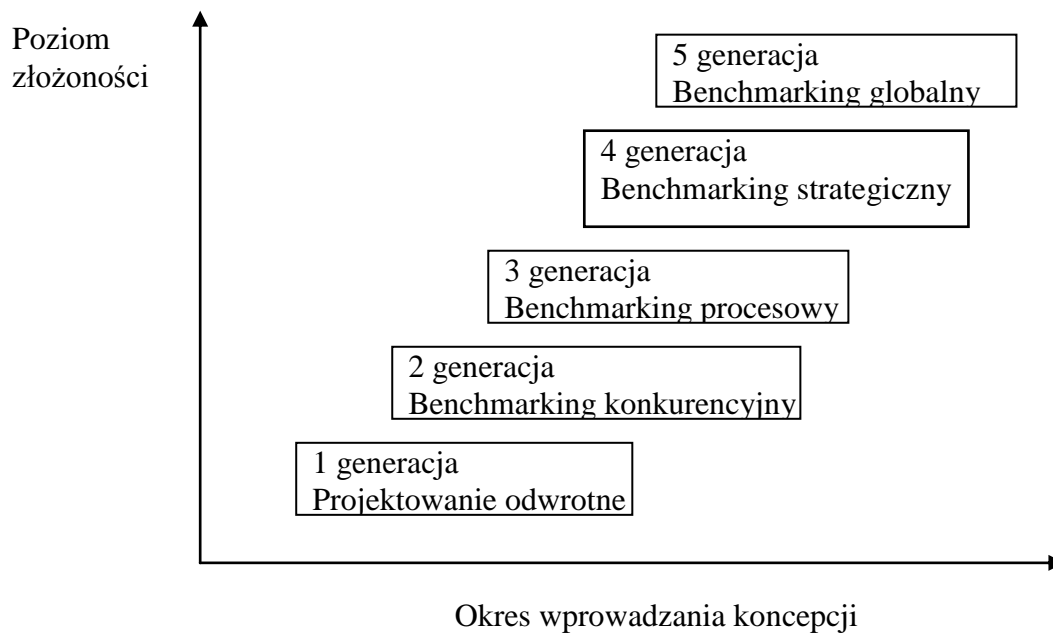 Poziom
złożoności
5 generacja
Benchmarking globalny
4 generacja
Benchmarking strategiczny
3 generacja
Benchmarking procesowy
2 generacja
Benchmarking konkurencyjny
1 generacja
Projektowanie odwrotne
Okres wprowadzania koncepcji